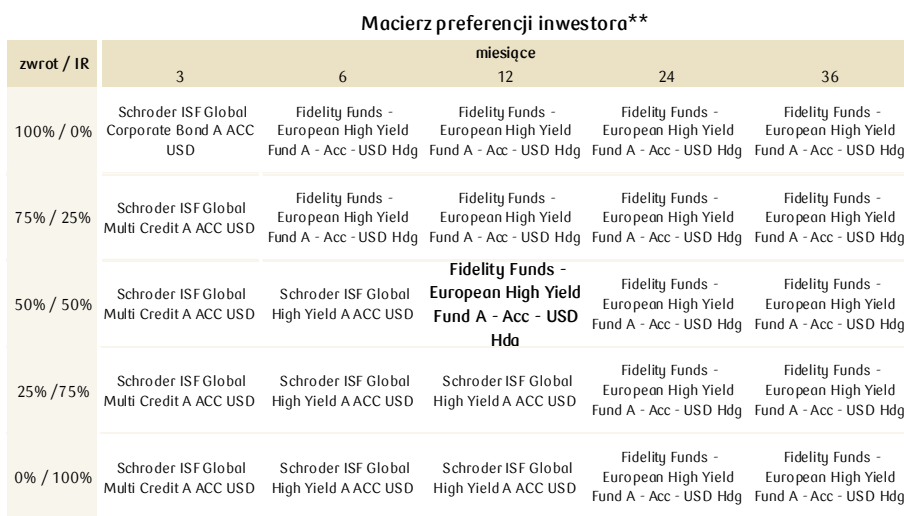 Macierz preferencji inwestora**
zwrot / IR
miesiące
3 6 12 24 36
100% / 0%
Schroder ISF Global
Corporate Bond A ACC
USD
Fidelity Funds -
European High Yield
Fund A - Acc - USD Hdg
Fidelity Funds -
European High Yield
Fund A - Acc - USD Hdg
Fidelity Funds -
European High Yield
Fund A - Acc - USD Hdg
Fidelity Funds -
European High Yield
Fund A - Acc - USD Hdg
75% / 25%
Schroder ISF Global
Multi Credit A ACC USD
Fidelity Funds -
European High Yield
Fund A - Acc - USD Hdg
Fidelity Funds -
European High Yield
Fund A - Acc - USD Hdg
Fidelity Funds -
European High Yield
Fund A - Acc - USD Hdg
Fidelity Funds -
European High Yield
Fund A - Acc - USD Hdg
50% / 50%
Schroder ISF Global
Multi Credit A ACC USD
Schroder ISF Global
High Yield A ACC USD
Fidelity Funds -
European High Yield
Fund A - Acc - USD
Hdg
Fidelity Funds -
European High Yield
Fund A - Acc - USD Hdg
Fidelity Funds -
European High Yield
Fund A - Acc - USD Hdg
25% /75%
Schroder ISF Global
Multi Credit A ACC USD
Schroder ISF Global
High Yield A ACC USD
Schroder ISF Global
High Yield A ACC USD
Fidelity Funds -
European High Yield
Fund A - Acc - USD Hdg
Fidelity Funds -
European High Yield
Fund A - Acc - USD Hdg
0% / 100%
Schroder ISF Global
Multi Credit A ACC USD
Schroder ISF Global
High Yield A ACC USD
Schroder ISF Global
High Yield A ACC USD
Fidelity Funds -
European High Yield
Fund A - Acc - USD Hdg
Fidelity Funds -
European High Yield
Fund A - Acc - USD Hdg